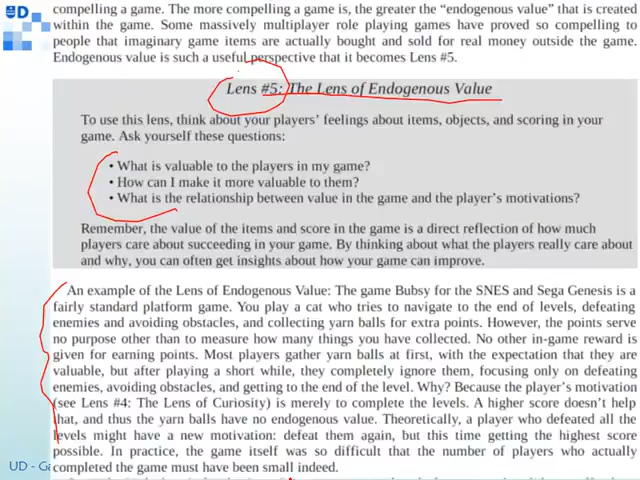 UD
compelling a game. The more compelling a game is, the greater the “endogenous value” that is created
within the game. Some massively multiplayer role playing games have proved so compelling to
people that imaginary game items are actually bought and sold for real money outside the game.
Endogenous value is such a useful perspective that it becomes Lens #5.
Lens #5: The Lens of Endogenous Value
To use this lens, think about your players’ feelings about items, objects, and scoring in your
game. Ask yourself these questions:
• What is valuable to the players in my game?
• How can I make it more valuable to them?
• What is the relationship between value in the game and the player’s motivations?
Remember, the value of the items and score in the game is a direct reflection of how much
players care about succeeding in your game. By thinking about what the players really care about
and why, you can often get insights about how your game can improve.
An example of the Lens of Endogenous Value: The game Bubsy for the SNES and Sega Genesis is a
fairly standard platform game. You play a cat who tries to navigate to the end of levels, defeating
enemies and avoiding obstacles, and collecting yarn balls for extra points. However, the points serve
no purpose other than to measure how many things you have collected. No other in-game reward is
given for earning points. Most players gather yarn balls at first, with the expectation that they are
valuable, but after playing a short while, they completely ignore them, focusing only on defeating
enemies, avoiding obstacles, and getting to the end of the level. Why? Because the player’s motivation
(see Lens #4: The Lens of Curiosity) is merely to complete the levels. A higher score doesn’t help
that, and thus the yarn balls have no endogenous value. Theoretically, a player who defeated all the
levels might have a new motivation: defeat them again, but this time getting the highest score
possible. In practice, the game itself was so difficult that the number of players who actually
UD - Ga
completed the game must have been small indeed.